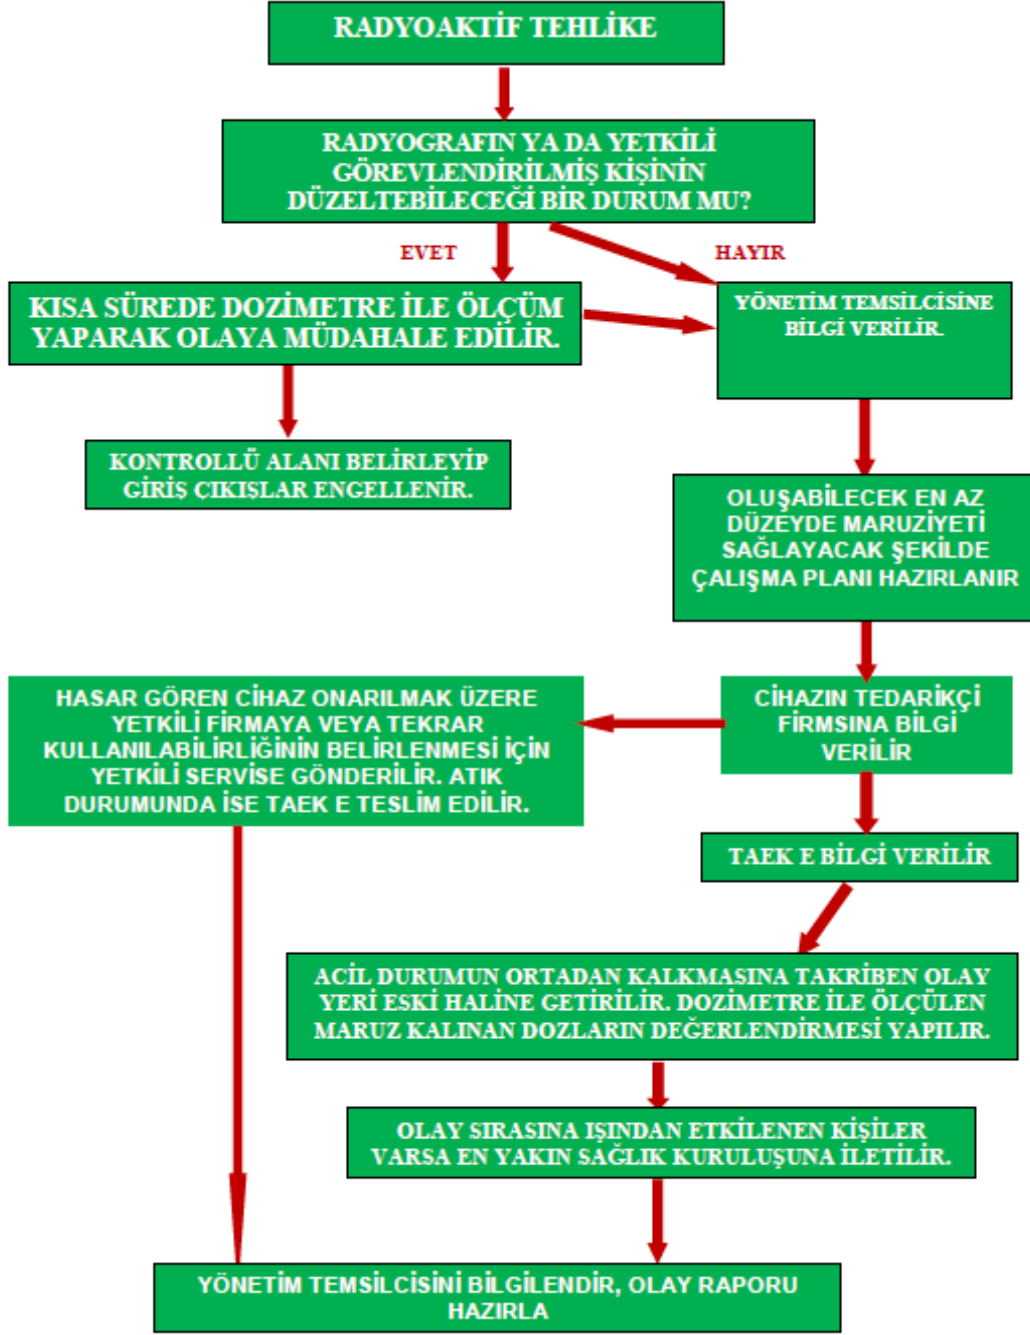 RADYOAKTİF TEHLİKE
RADYOGRAFIN YA DA YETKİLİ
GÖREVLENDİRİLMİŞ KİŞİNİN
DÜZELTEBİLECEĞİ BİR DURUM MU?
EVET
HAYIR
KISA SÜREDE DOZİMETRE İLE ÖLÇÜM
YAPARAK OLAYA MÜDAHALE EDİLİR.
YÖNETİM TEMSİLCİSİNE
BİLGİ VERİLİR.
KONTROLLÜ ALANI BELİRLEYİP
GİRİŞ ÇIKIŞLAR ENGELLENİR.
OLUŞABİLECEK EN AZ
DÜZEYDE MARUZİYETİ
SAĞLAYACAK ŞEKİLDE
ÇALIŞMA PLANI HAZIRLANIR
HASAR GÖREN CİHAZ ONARILMAK ÜZERE
YETKİLİ FİRMAYA VEYA TEKRAR
KULLANILABİLİRLİĞİNİN BELİRLENMESİ İÇİN
YETKİLİ SERVİSE GÖNDERİLİR. ATIK
DURUMUNDA İSE TAEK E TESLİM EDİLİR.
CİHAZIN TEDARİKÇİ
FİRMSINA BİLGİ
VERİLİR
TAEK E BİLGİ VERİLİR
ACİL DURUMUN ORTADAN KALKMASINA TAKRİBEN OLAY
YERİ ESKİ HALİNE GETİRİLİR. DOZİMETRE İLE ÖLÇÜLEN
MARUZ KALINAN DOZLARIN DEĞERLENDİRMESİ YAPILIR.
OLAY SIRASINA IŞINDAN ETKİLENEN KİŞİLER
VARSA EN YAKIN SAĞLIK KURULUŞUNA İLETİLİR.
YÖNETİM TEMSİLCİSİNİ BİLGİLENDİR, OLAY RAPORU
HAZIRLA